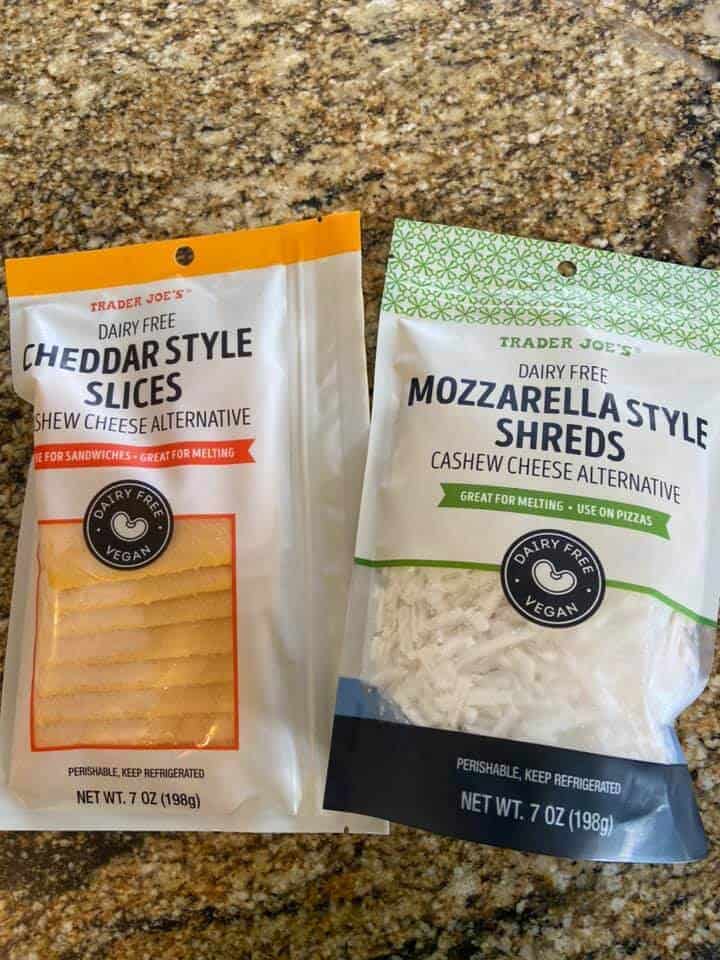 TRADER JOE'S
DAIRY FREE
CHEDDAR STYLE
SLICES
SHEW CHEESE ALTERNATIVE
E FOR SANDWICHES • GREAT FOR MELTING
DAIRY FREE
VEGAN
PERISHABLE, KEEP REFRIGERATED
NET WT. 7 OZ (198g)
TRADER JOE'S
DAIRY FREE
MOZZARELLA STYLE
SHREDS
CASHEW CHEESE ALTERNATIVE
GREAT FOR MELTING • USE ON PIZZAS
DAIRY FREE
VEGAN
PERISHABLE, KEEP REFRIGERATED
NET WT. 7 OZ (198g)